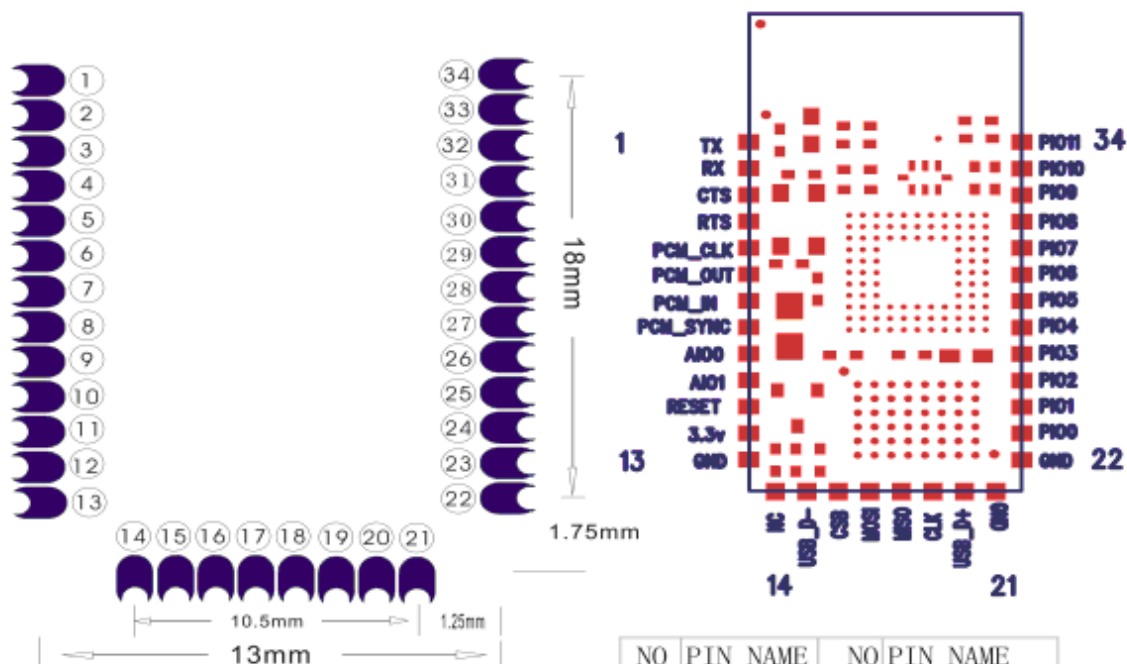 1
2
3
4
5
6
7
8
9
10
11
12
13
14 15 16 17 18 19 20 21
34
33
32
31
30
29
28
27
26
25
24
23
22
18mm
1.75mm
10.5mm
1.25mm
13mm
1
TX
RX
CTS
RTS
PCM_CLK
PCM_OUT
PCM_IN
PCM_SYNC
AIO0
AIO1
RESET
3.3v
13 GND
PIO11 34
PIO10
PIO9
PIO8
PIO7
PIO6
PIO5
PIO4
PIO3
PIO2
PIO1
PIO0
GND 22
NC
USB_D-
CSB
MOSI
MISO
CLK
USB_D+
GND
14 21
NO PIN NAME NO PIN NAME